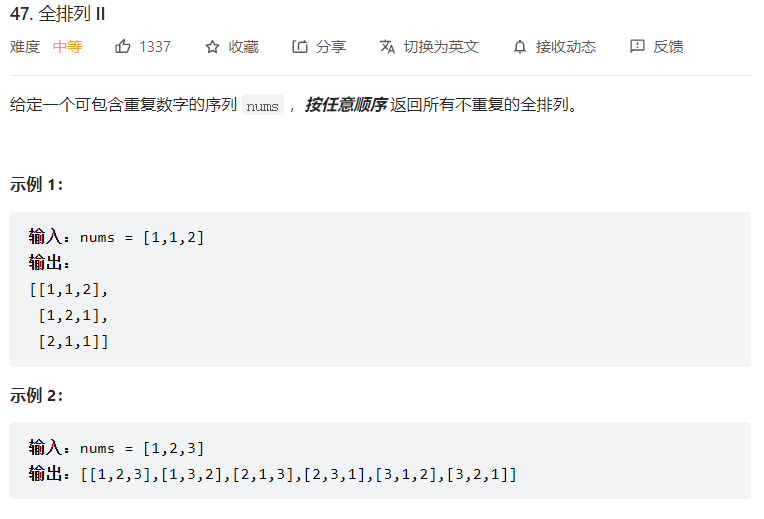 47. 全排列 II
难度 中等 1337 收藏 分享 切换为英文 接收动态 反馈
给定一个可包含重复数字的序列 nums ，按任意顺序 返回所有不重复的全排列。
示例 1：
输入：nums = [1,1,2]
输出：
[[1,1,2],
[1,2,1],
[2,1,1]]
示例 2：
输入：nums = [1,2,3]
输出：[[1,2,3],[1,3,2],[2,1,3],[2,3,1],[3,1,2],[3,2,1]]